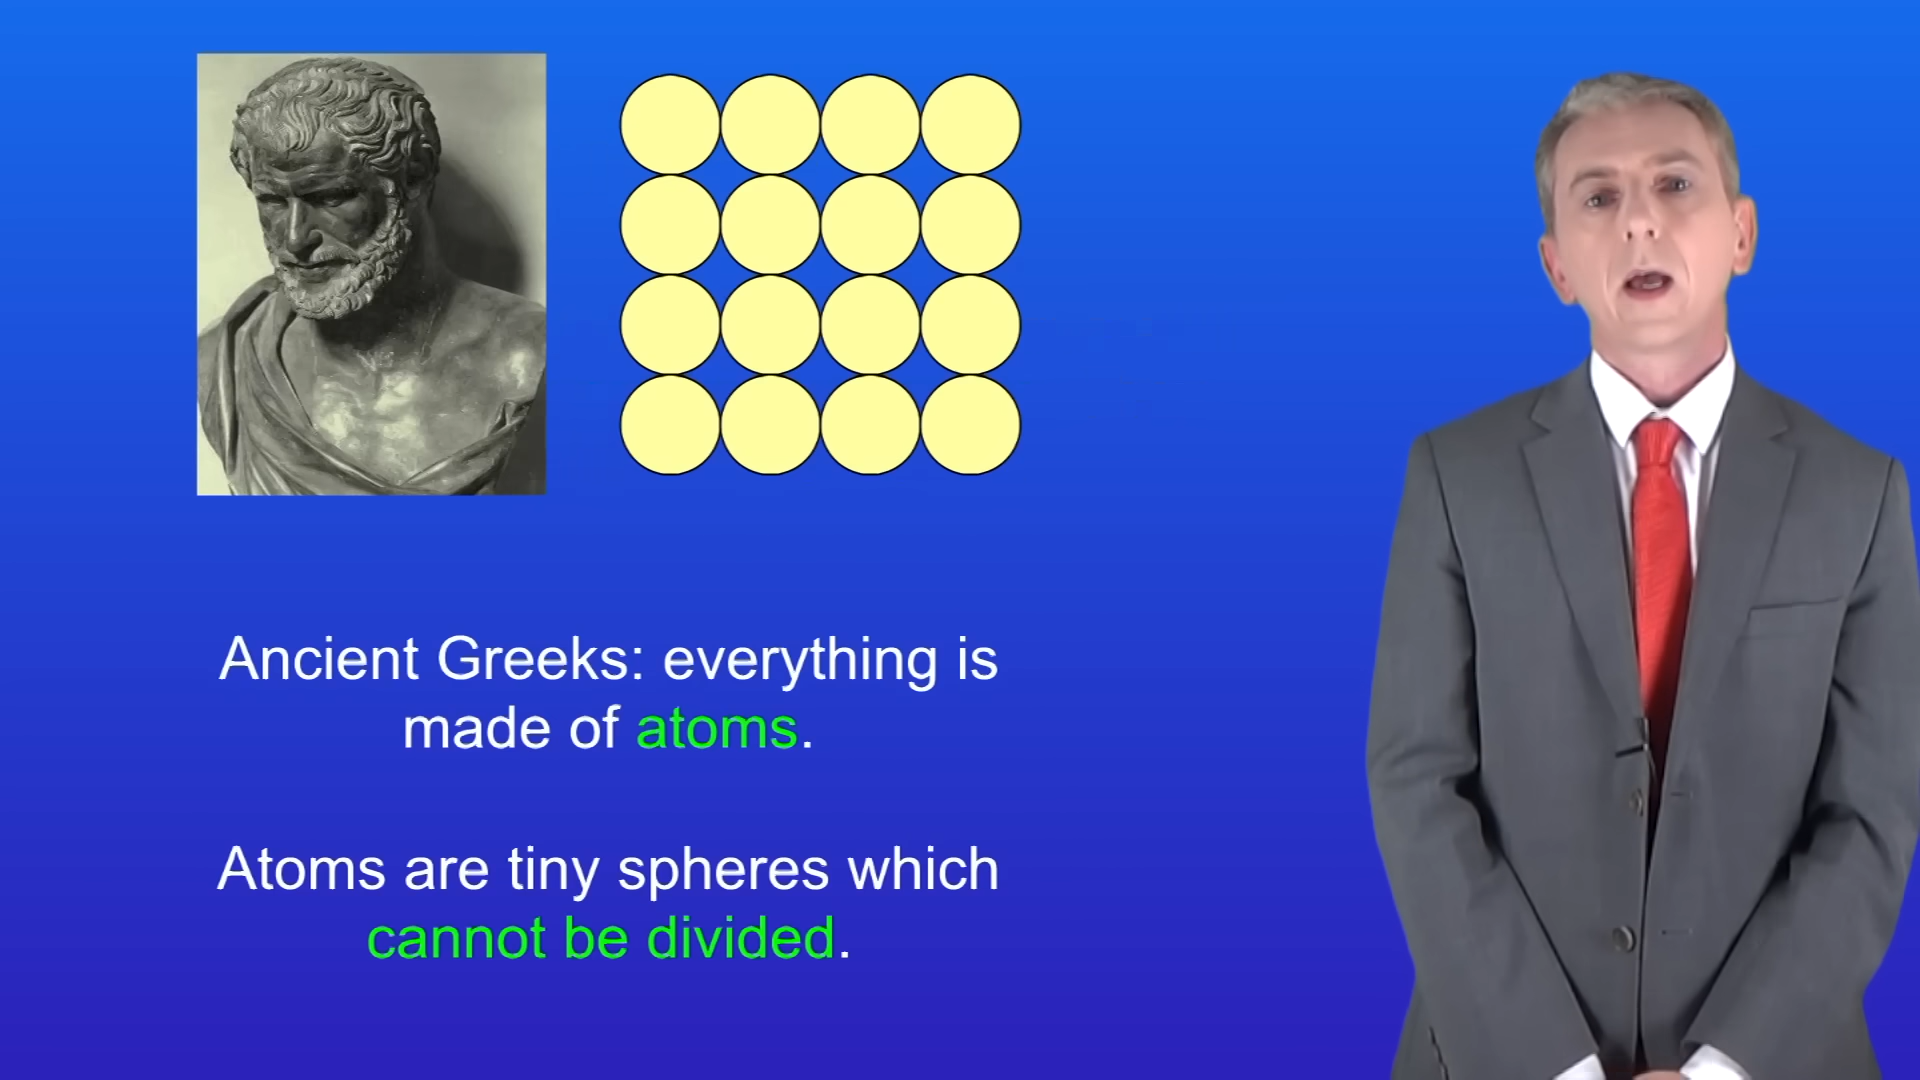 Ancient Greeks: everything is
made of atoms.
Atoms are tiny spheres which
cannot be divided.